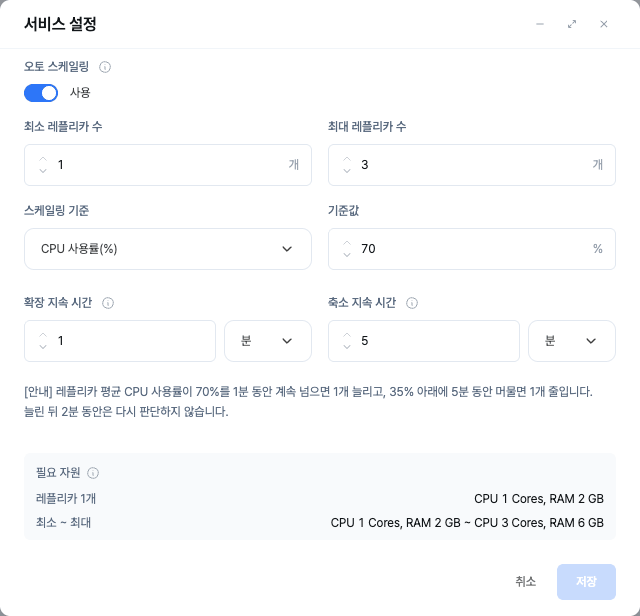 서비스 설정
오토 스케일링
사용
최소 레플리카 수
최대 레플리카 수
1 개
3 개
스케일링 기준
기준값
CPU 사용률(%)
70 %
확장 지속 시간
축소 지속 시간
1 분
5 분
[안내] 레플리카 평균 CPU 사용률이 70%를 1분 동안 계속 넘으면 1개 늘리고, 35% 아래에 5분 동안 머물면 1개 줄입니다.
늘린 뒤 2분 동안은 다시 판단하지 않습니다.
필요 자원
레플리카 1개 CPU 1 Cores, RAM 2 GB
최소 ~ 최대 CPU 1 Cores, RAM 2 GB ~ CPU 3 Cores, RAM 6 GB
취소 저장